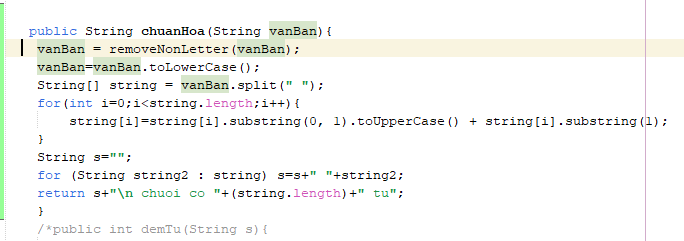 public String chuanHoa(String vanBan){
vanBan = removeNonLetter(vanBan);
vanBan=vanBan.toLowerCase();
String[] string = vanBan.split(" ");
for(int i=0;i<string.length;i++){
string[i]=string[i].substring(0, 1).toUpperCase() + string[i].substring(1);
}
String s="";
for (String string2 : string) s=s+" "+string2;
return s+"\n chuoi co "+(string.length)+" tu";
}
/*public int demTu(String s){